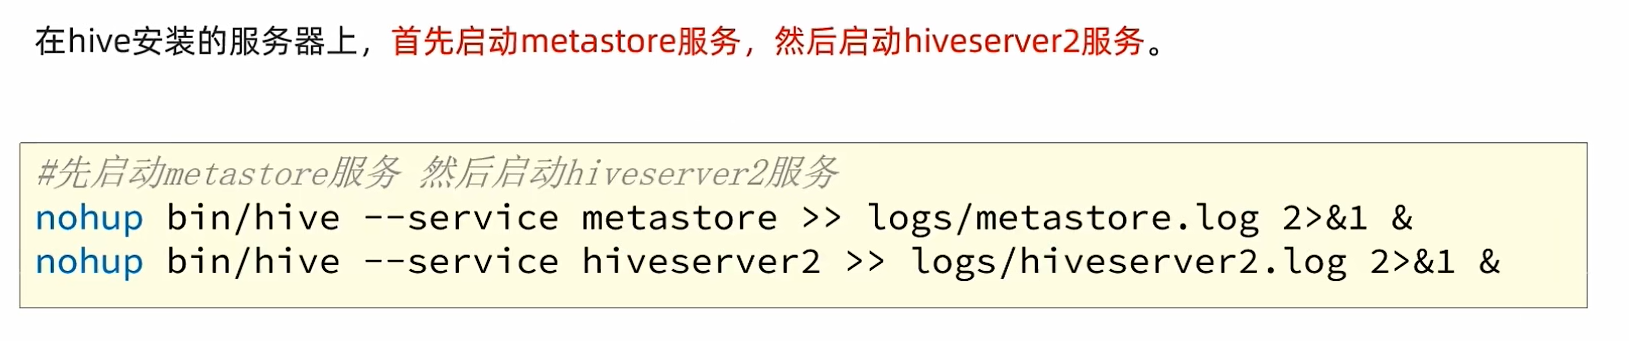 在hive安装的服务器上，首先启动metastore服务，然后启动hiveserver2服务。
#先启动metastore服务 然后启动hiveserver2服务
nohup bin/hive --service metastore >> logs/metastore.log 2>&1 &
nohup bin/hive --service hiveserver2 >> logs/hiveserver2.log 2>&1 &